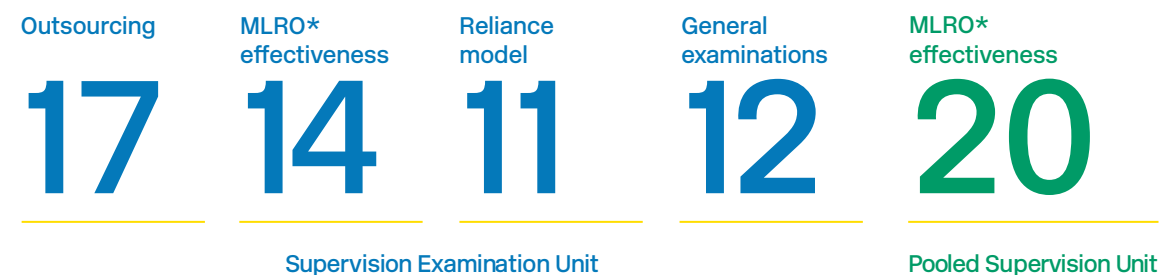 Outsourcing
17
MLRO*
effectiveness
14
Reliance
model
11
General
examinations
12
MLRO*
effectiveness
20
Supervision Examination Unit
Pooled Supervision Unit